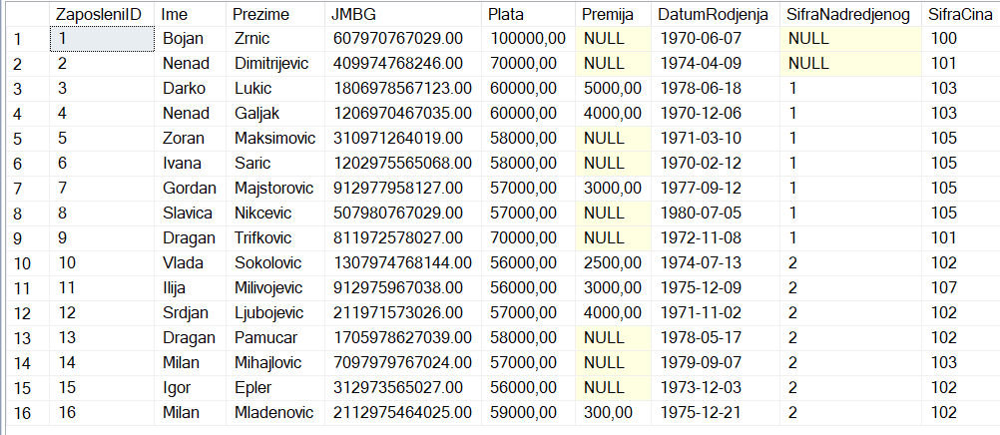 ZaposleniID Ime Prezime JMBG Plata Premija DatumRodjenja SifraNadredjenog SifraCina
1 1 Bojan Zrnic 607970767029.00 100000,00 NULL 1970-06-07 NULL 100
2 2 Nenad Dimitrijevic 409974768246.00 70000,00 NULL 1974-04-09 NULL 101
3 3 Darko Lukic 1806978567123.00 60000,00 5000,00 1978-06-18 1 103
4 4 Nenad Galjak 1206970467035.00 60000,00 4000,00 1970-12-06 1 103
5 5 Zoran Maksimovic 310971264019.00 58000,00 NULL 1971-03-10 1 105
6 6 Ivana Saric 1202975565068.00 58000,00 NULL 1970-02-12 1 105
7 7 Gordan Majstorovic 912977958127.00 57000,00 3000,00 1977-09-12 1 105
8 8 Slavica Nikcevic 507980767029.00 57000,00 NULL 1980-07-05 1 105
9 9 Dragan Trifkovic 811972578027.00 70000,00 NULL 1972-11-08 1 101
10 10 Vlada Sokolovic 1307974768144.00 56000,00 2500,00 1974-07-13 2 102
11 11 Ilija Milivojevic 912975967038.00 56000,00 3000,00 1975-12-09 2 107
12 12 Srdjan Ljubojevic 211971573026.00 57000,00 4000,00 1971-11-02 2 102
13 13 Dragan Pamucar 1705978627039.00 58000,00 NULL 1978-05-17 2 102
14 14 Milan Mihajlovic 7097979767024.00 57000,00 NULL 1979-09-07 2 103
15 15 Igor Epler 312973565027.00 56000,00 NULL 1973-12-03 2 102
16 16 Milan Mladenovic 2112975464025.00 59000,00 300,00 1975-12-21 2 102